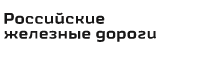 Российские
железные дороги